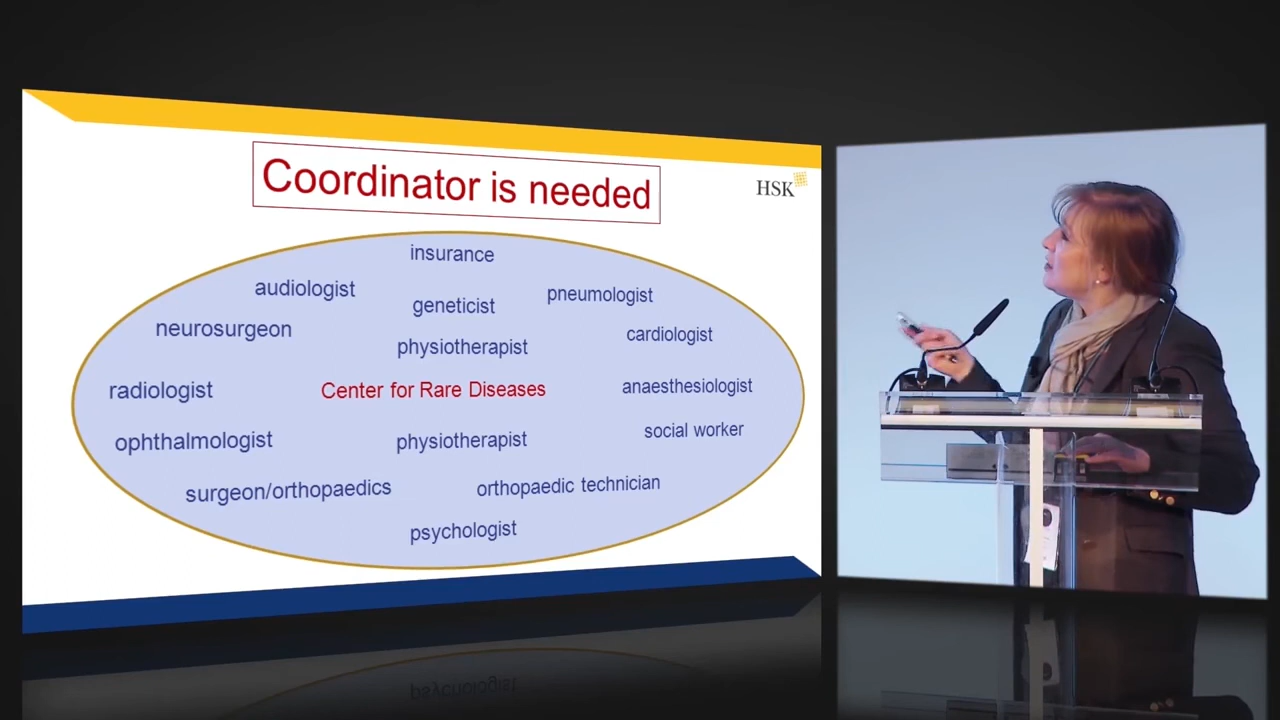 Coordinator is needed
HSK
insurance
audiologist
geneticist
pneumologist
neurosurgeon
physiotherapist
cardiologist
radiologist
Center for Rare Diseases
anaesthesiologist
ophthalmologist
physiotherapist
social worker
surgeon/orthopaedics
orthopaedic technician
psychologist